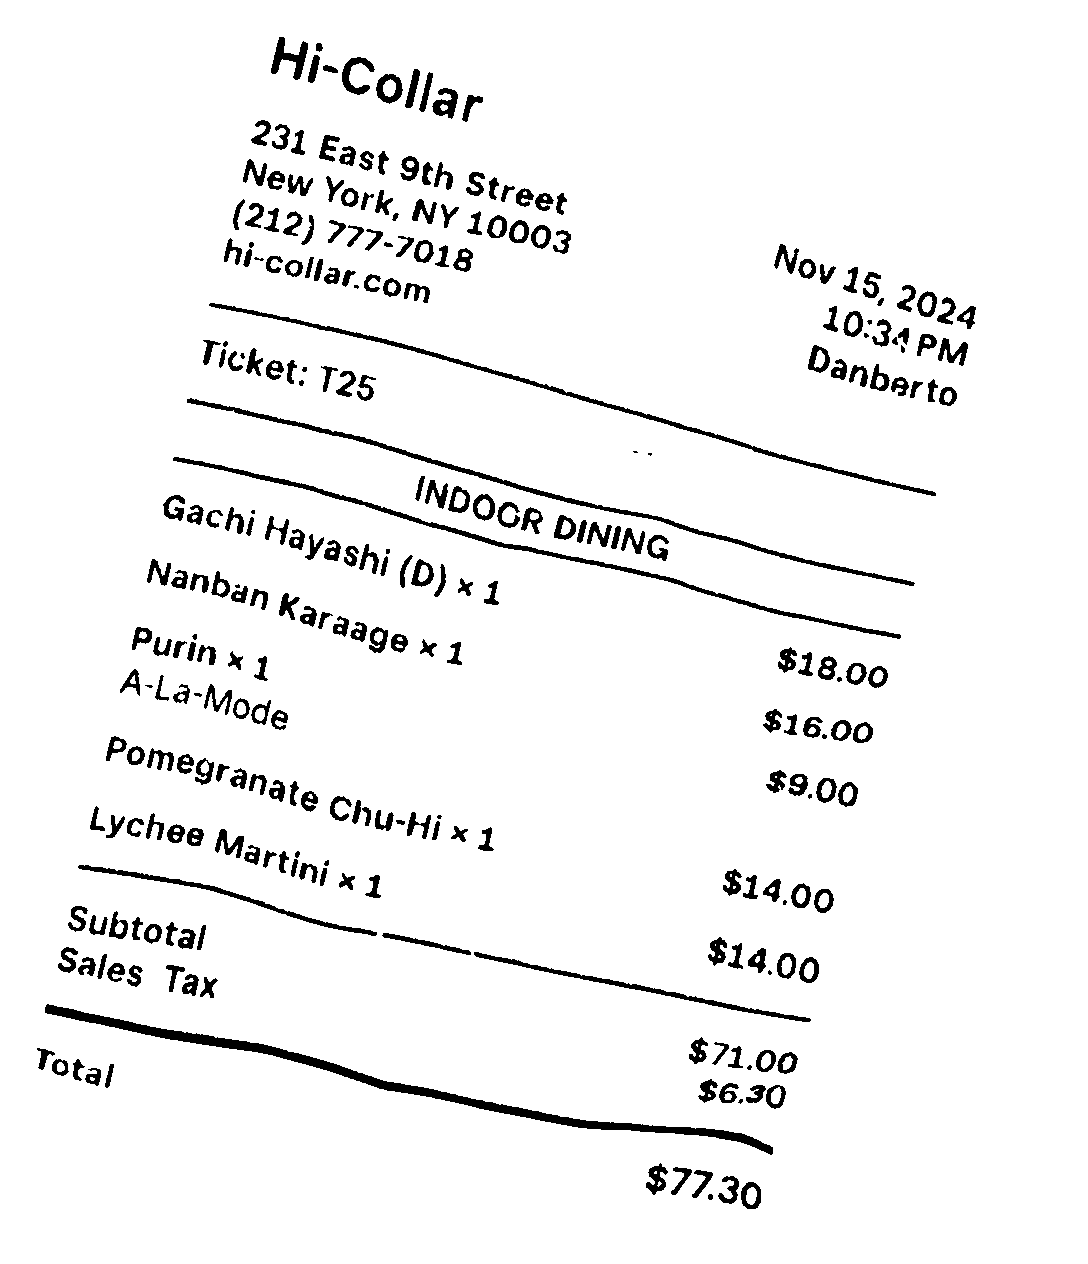 Hi-Collar
231 East 9th Street
New York, NY 10003
(212) 777-7018
hi-collar.com
Nov 15, 2024
10:34 PM
Danberto
Ticket: T25
INDOOR DINING
Gachi Hayashi (D) × 1 $18.00
Nanban Karaage × 1 $16.00
Purin × 1 $9.00
A-La-Mode
Pomegranate Chu-Hi × 1 $14.00
Lychee Martini × 1 $14.00
Subtotal $71.00
Sales Tax $6.30
Total $77.30